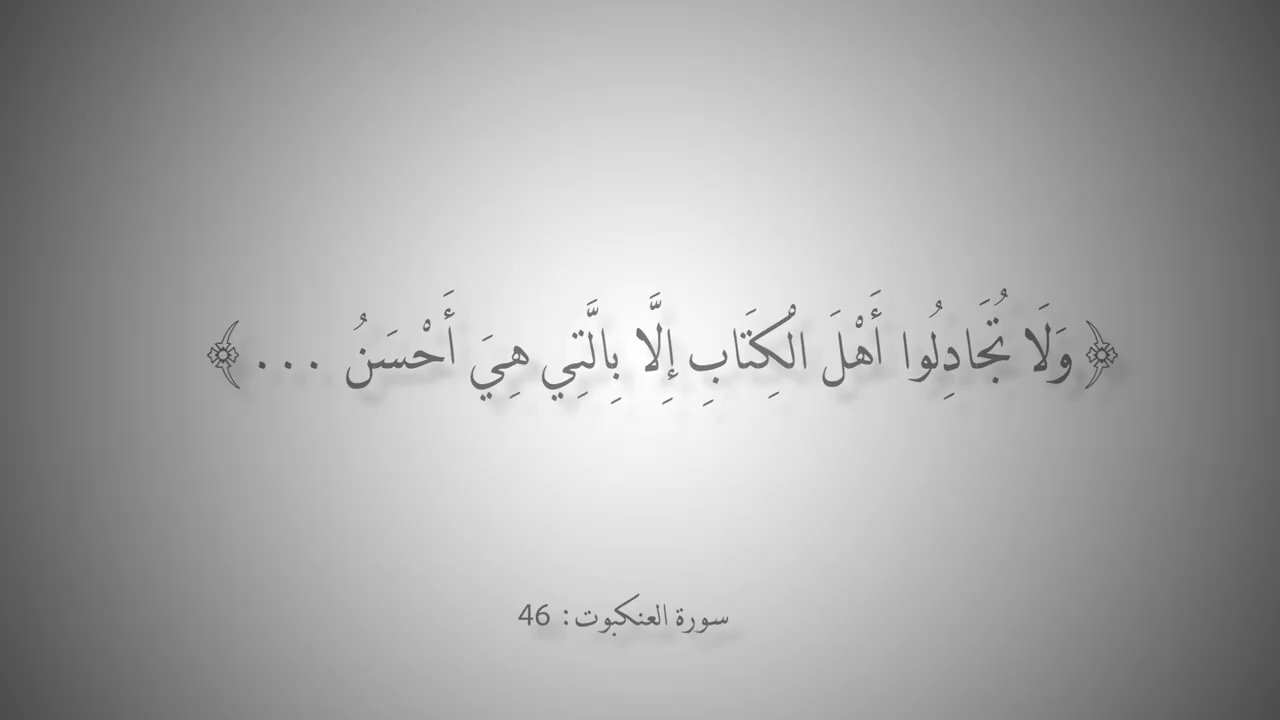 ﴿وَلَا تُجَادِلُوا أَهْلَ الْكِتَابِ إِلَّا بِالَّتِي هِيَ أَحْسَنُ ...﴾
سورة العنكبوت : 46